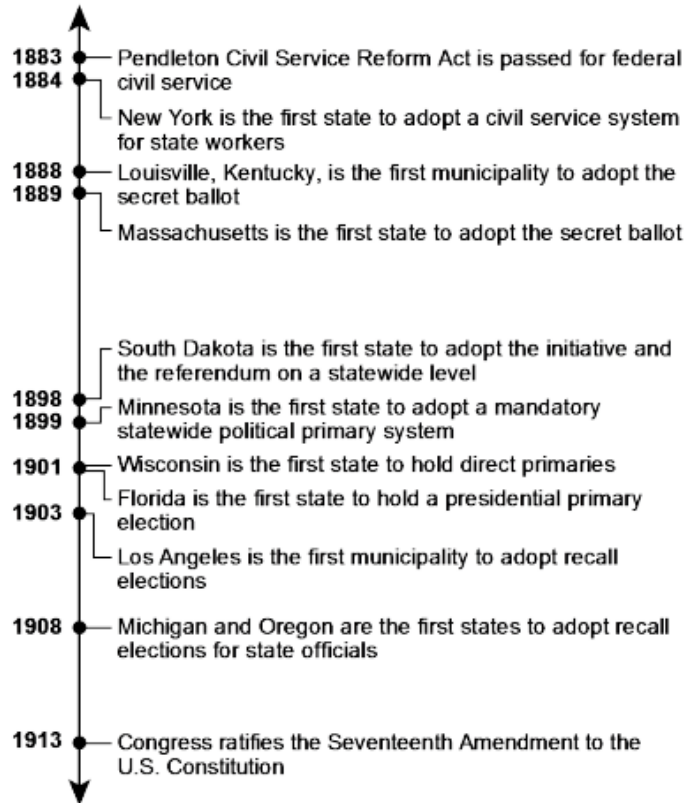 1883 Pendleton Civil Service Reform Act is passed for federal
1884 civil service
New York is the first state to adopt a civil service system
for state workers
1888 Louisville, Kentucky, is the first municipality to adopt the
1889 secret ballot
Massachusetts is the first state to adopt the secret ballot
South Dakota is the first state to adopt the initiative and
the referendum on a statewide level
1898
Minnesota is the first state to adopt a mandatory
1899 statewide political primary system
1901 Wisconsin is the first state to hold direct primaries
Florida is the first state to hold a presidential primary
1903 election
Los Angeles is the first municipality to adopt recall
elections
1908 Michigan and Oregon are the first states to adopt recall
elections for state officials
1913 Congress ratifies the Seventeenth Amendment to the
U.S. Constitution